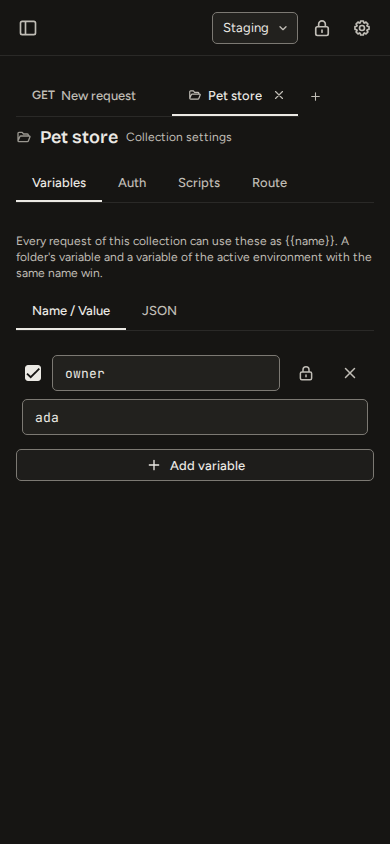 Staging
GET New request
Pet store
Pet store Collection settings
Variables Auth Scripts Route
Every request of this collection can use these as {{name}}. A
folder's variable and a variable of the active environment with the
same name win.
Name / Value JSON
owner
ada
Add variable